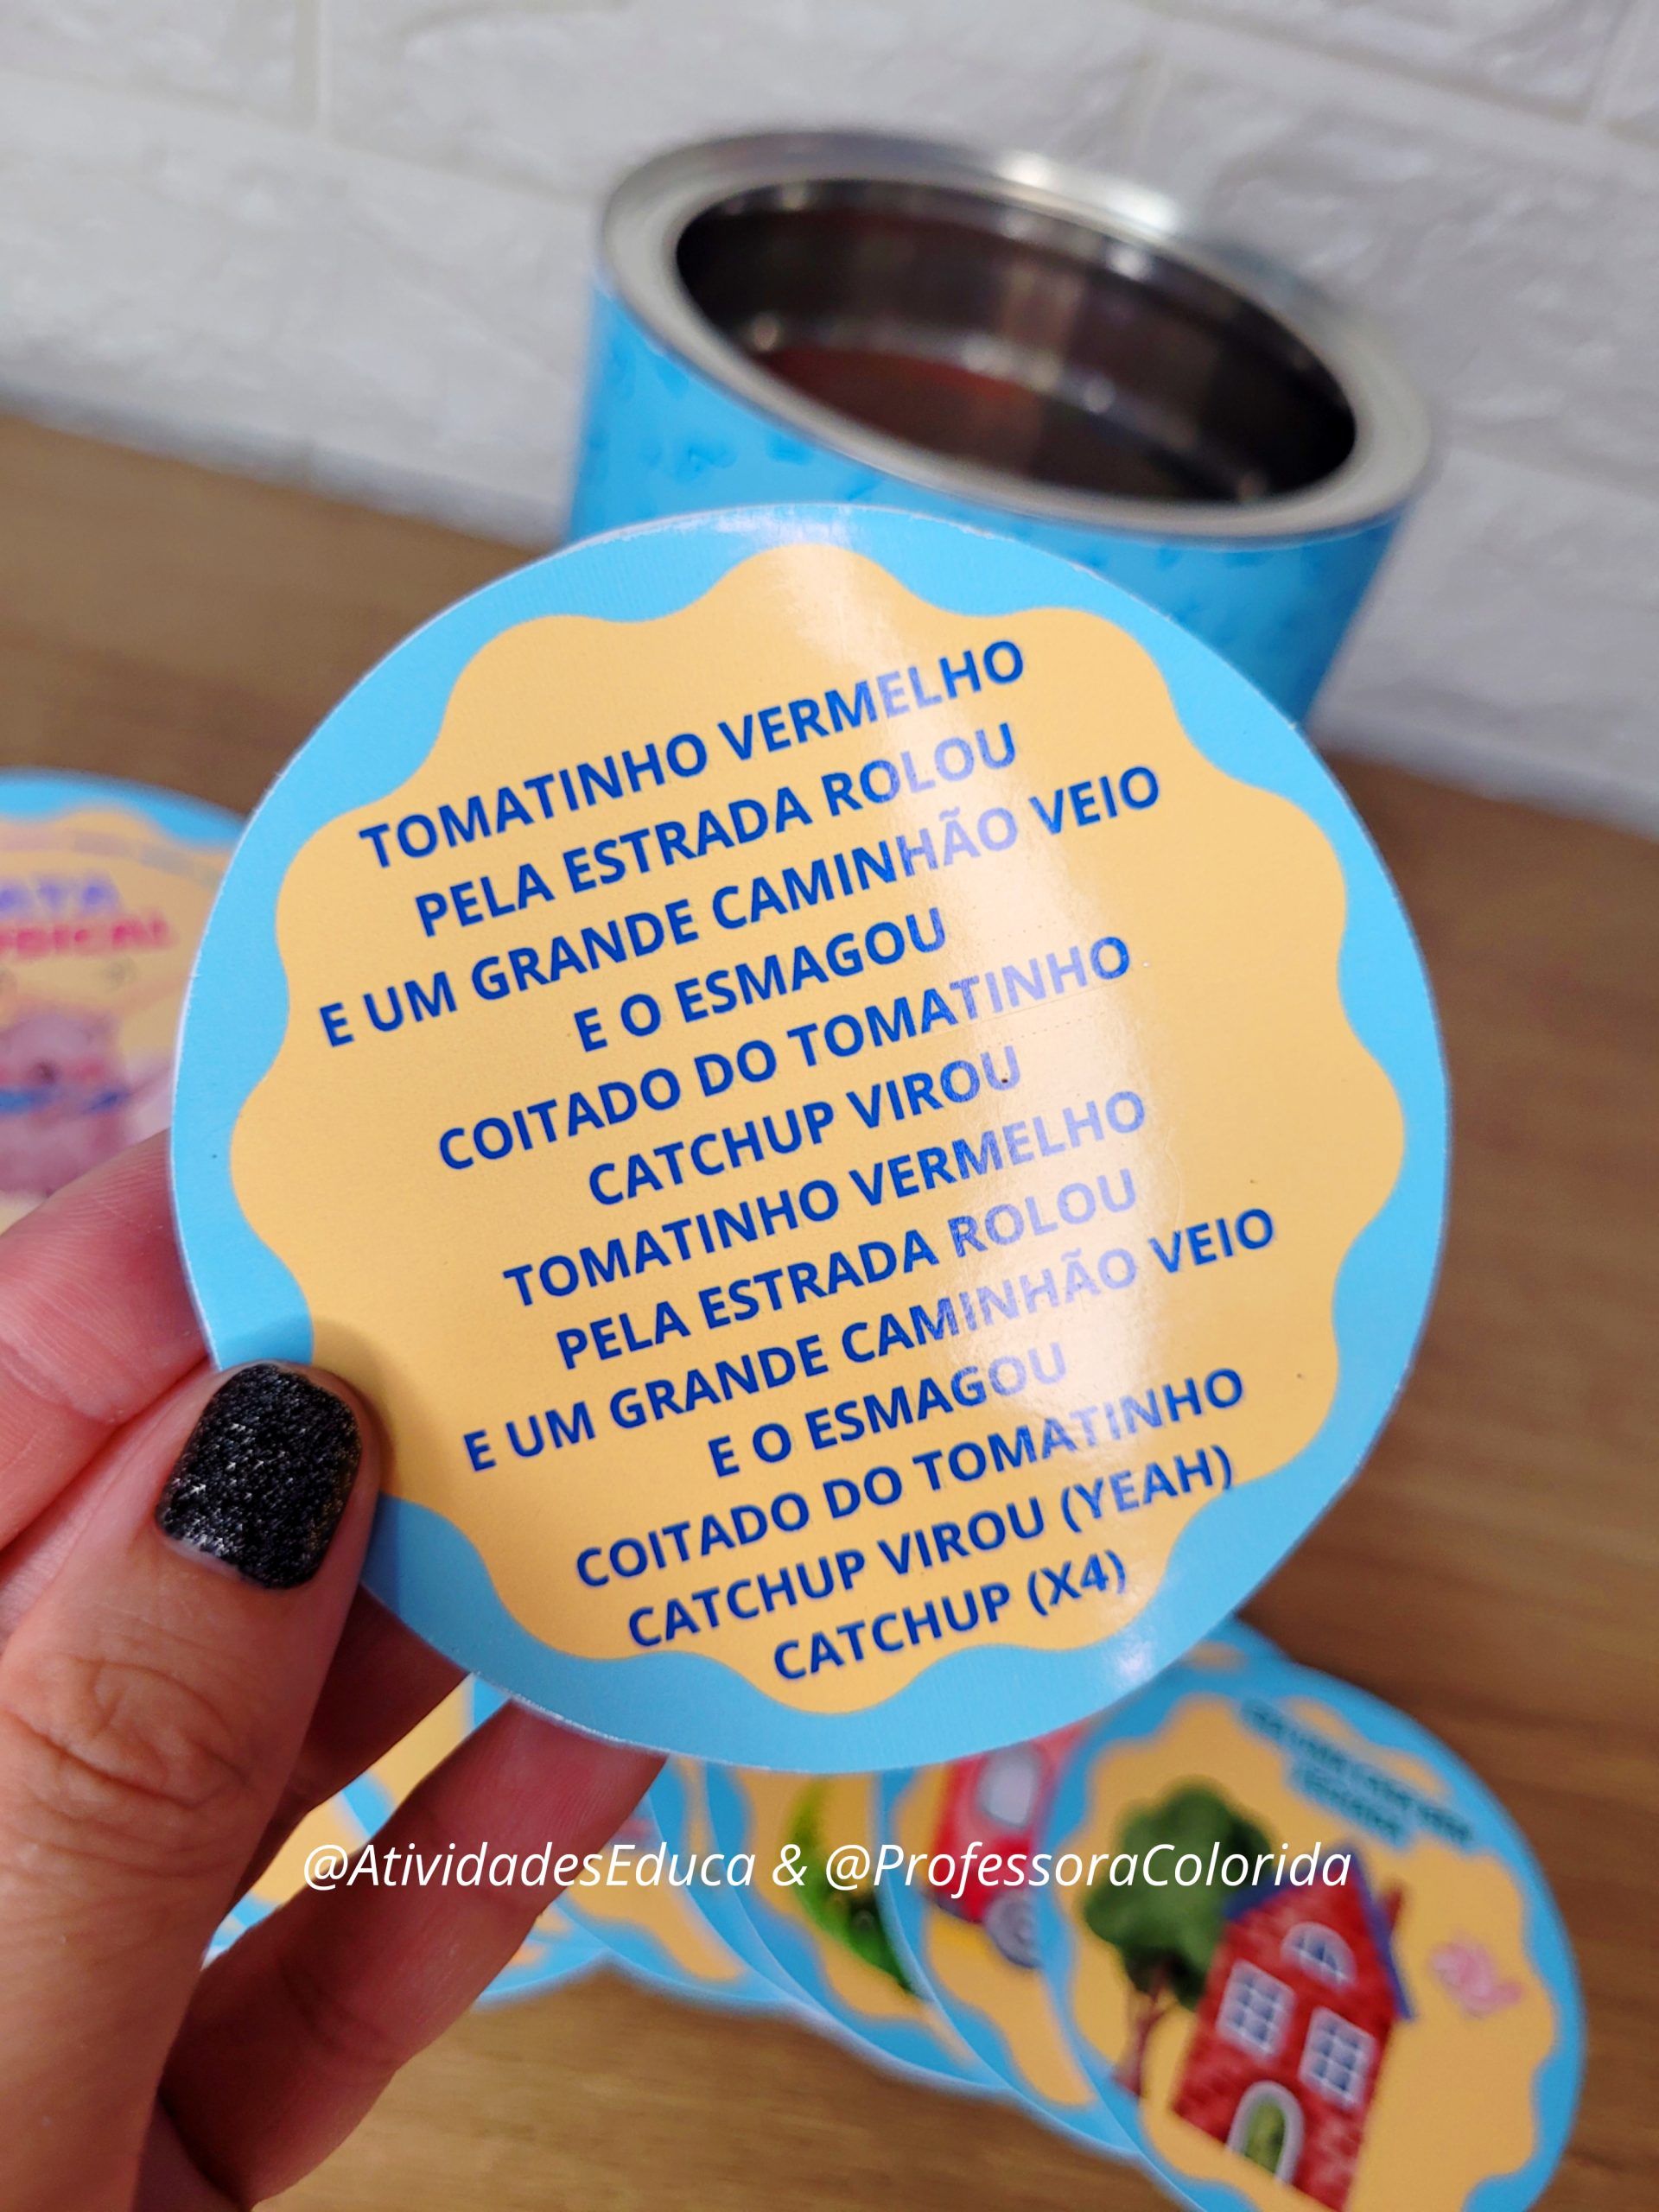 TOMATINHO VERMELHO
PELA ESTRADA ROLOU
E UM GRANDE CAMINHÃO VEIO
E O ESMAGOU
COITADO DO TOMATINHO
CATCHUP VIROU
TOMATINHO VERMELHO
PELA ESTRADA ROLOU
E UM GRANDE CAMINHÃO VEIO
E O ESMAGOU
COITADO DO TOMATINHO
CATCHUP VIROU (YEAH)
CATCHUP (X4)
@AtividadesEduca & @ProfessoraColorida